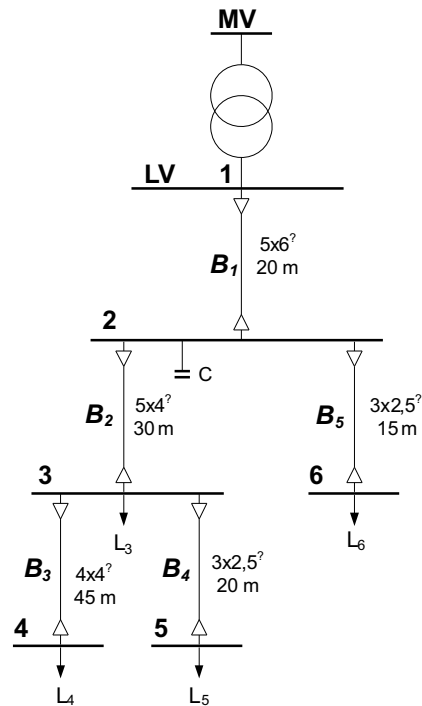 MV
LV 1
B₁ 5x6?
20 m
2
C
B₂ 5x4?
30 m
B₅ 3x2,5?
15 m
3
6
L₃
L₆
B₃ 4x4?
45 m
B₄ 3x2,5?
20 m
4
5
L₄
L₅